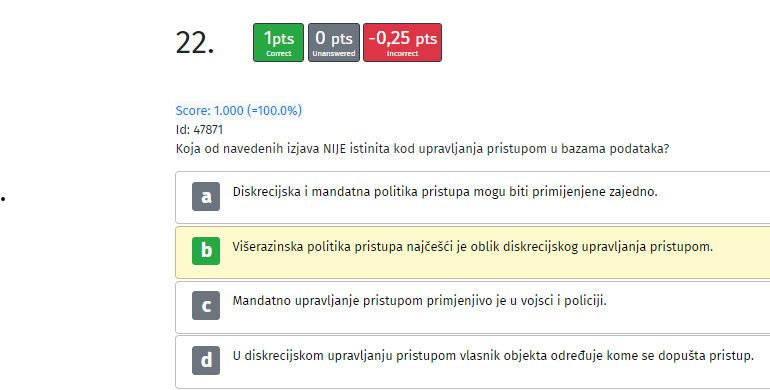 22.
1pts
Correct
0 pts
Unanswered
-0,25 pts
Incorrect
Score: 1.000 (=100.0%)
Id: 47871
Koja od navedenih izjava NIJE istinita kod upravljanja pristupom u bazama podataka?
a Diskrecijska i mandatna politika pristupa mogu biti primijenjene zajedno.
b Višerazinska politika pristupa najčešći je oblik diskrecijskog upravljanja pristupom.
c Mandatno upravljanje pristupom primjenjivo je u vojsci i policiji.
d U diskrecijskom upravljanju pristupom vlasnik objekta određuje kome se dopušta pristup.